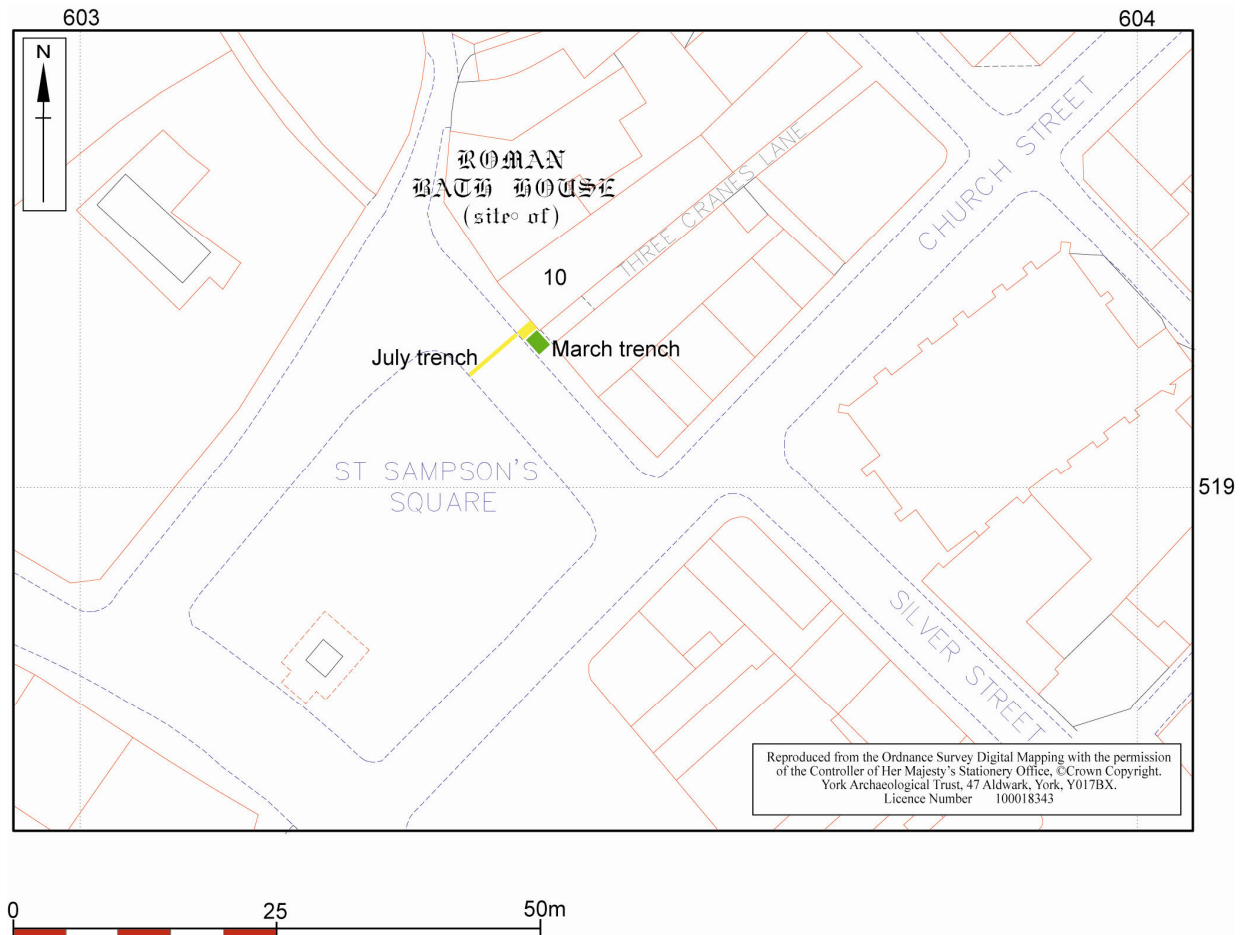 603
604
N
ROMAN
BATH HOUSE
(site of)
THREE CRANES LANE
CHURCH STREET
10
July trench
March trench
ST SAMPSON'S
SQUARE
519
SILVER STREET
Reproduced from the Ordnance Survey Digital Mapping with the permission
of the Controller of Her Majesty's Stationery Office, ©Crown Copyright.
York Archaeological Trust, 47 Aldwark, York, Y017BX.
Licence Number 100018343
0
25
50m